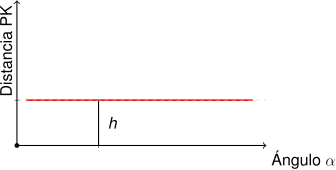 Distancia PK
h
Ángulo α